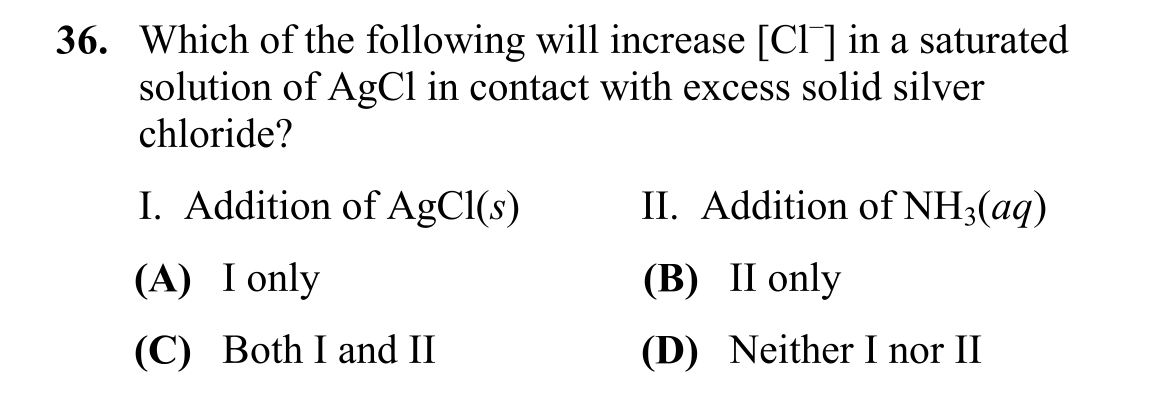 36. Which of the following will increase [Cl⁻] in a saturated
solution of AgCl in contact with excess solid silver
chloride?
I. Addition of AgCl(s) II. Addition of NH₃(aq)
(A) I only (B) II only
(C) Both I and II (D) Neither I nor II